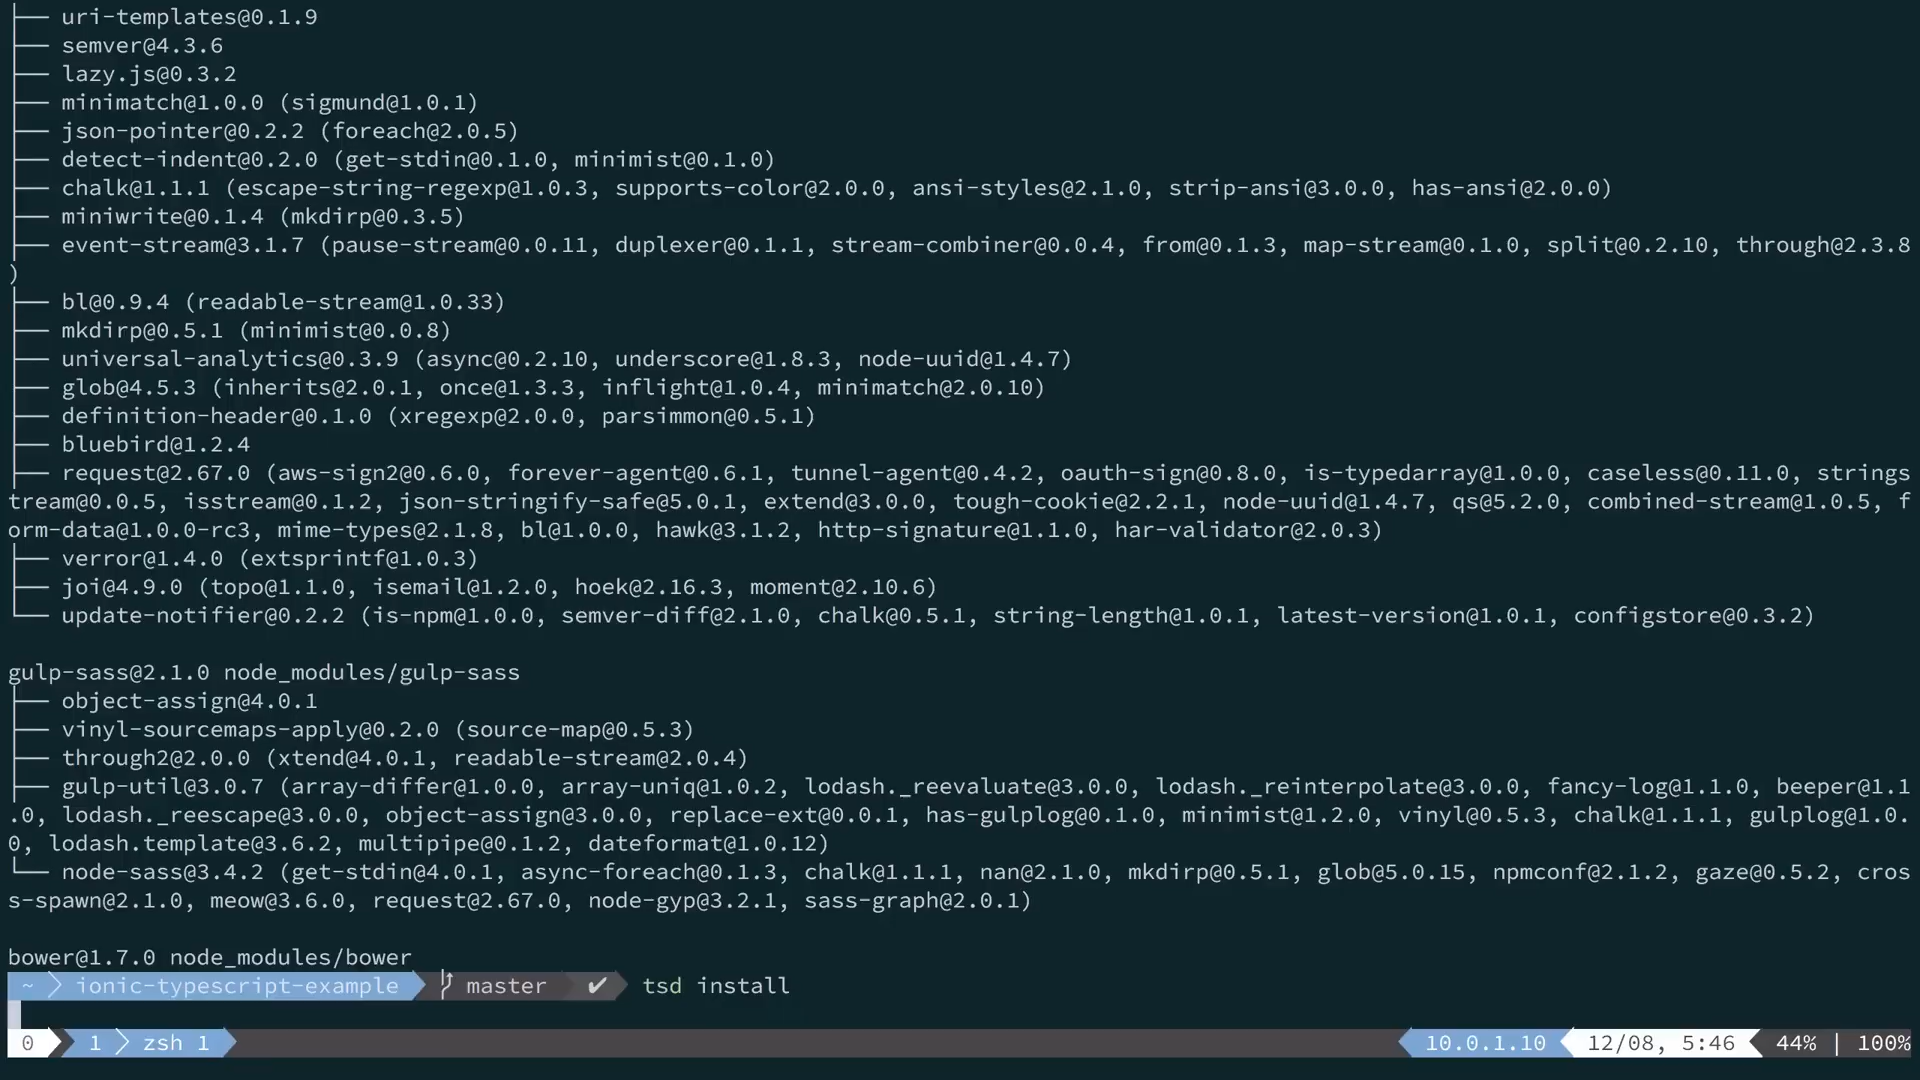 ├── uri-templates@0.1.9
├── semver@4.3.6
├── lazy.js@0.3.2
├── minimatch@1.0.0 (sigmund@1.0.1)
├── json-pointer@0.2.2 (foreach@2.0.5)
├── detect-indent@0.2.0 (get-stdin@0.1.0, minimist@0.1.0)
├── chalk@1.1.1 (escape-string-regexp@1.0.3, supports-color@2.0.0, ansi-styles@2.1.0, strip-ansi@3.0.0, has-ansi@2.0.0)
├── miniwrite@0.1.4 (mkdirp@0.3.5)
├── event-stream@3.1.7 (pause-stream@0.0.11, duplexer@0.1.1, stream-combiner@0.0.4, from@0.1.3, map-stream@0.1.0, split@0.2.10, through@2.3.8
)
├── bl@0.9.4 (readable-stream@1.0.33)
├── mkdirp@0.5.1 (minimist@0.0.8)
├── universal-analytics@0.3.9 (async@0.2.10, underscore@1.8.3, node-uuid@1.4.7)
├── glob@4.5.3 (inherits@2.0.1, once@1.3.3, inflight@1.0.4, minimatch@2.0.10)
├── definition-header@0.1.0 (xregexp@2.0.0, parsimmon@0.5.1)
├── bluebird@1.2.4
├── request@2.67.0 (aws-sign2@0.6.0, forever-agent@0.6.1, tunnel-agent@0.4.2, oauth-sign@0.8.0, is-typedarray@1.0.0, caseless@0.11.0, strings
tream@0.0.5, isstream@0.1.2, json-stringify-safe@5.0.1, extend@3.0.0, tough-cookie@2.2.1, node-uuid@1.4.7, qs@5.2.0, combined-stream@1.0.5, f
orm-data@1.0.0-rc3, mime-types@2.1.8, bl@1.0.0, hawk@3.1.2, http-signature@1.1.0, har-validator@2.0.3)
├── verror@1.4.0 (extsprintf@1.0.3)
├── joi@4.9.0 (topo@1.1.0, isemail@1.2.0, hoek@2.16.3, moment@2.10.6)
└── update-notifier@0.2.2 (is-npm@1.0.0, semver-diff@2.1.0, chalk@0.5.1, string-length@1.0.1, latest-version@1.0.1, configstore@0.3.2)
gulp-sass@2.1.0 node_modules/gulp-sass
├── object-assign@4.0.1
├── vinyl-sourcemaps-apply@0.2.0 (source-map@0.5.3)
├── through2@2.0.0 (xtend@4.0.1, readable-stream@2.0.4)
├── gulp-util@3.0.7 (array-differ@1.0.0, array-uniq@1.0.2, lodash._reevaluate@3.0.0, lodash._reinterpolate@3.0.0, fancy-log@1.1.0, beeper@1.1
.0, lodash._reescape@3.0.0, object-assign@3.0.0, replace-ext@0.0.1, has-gulplog@0.1.0, minimist@1.2.0, vinyl@0.5.3, chalk@1.1.1, gulplog@1.0.
0, lodash.template@3.6.2, multipipe@0.1.2, dateformat@1.0.12)
└── node-sass@3.4.2 (get-stdin@4.0.1, async-foreach@0.1.3, chalk@1.1.1, nan@2.1.0, mkdirp@0.5.1, glob@5.0.15, npmconf@2.1.2, gaze@0.5.2, cros
s-spawn@2.1.0, meow@3.6.0, request@2.67.0, node-gyp@3.2.1, sass-graph@2.0.1)
bower@1.7.0 node_modules/bower
~ ionic-typescript-example master ✔ tsd install
0 1 zsh 1 10.0.1.10 12/08, 5:46 44% | 100%